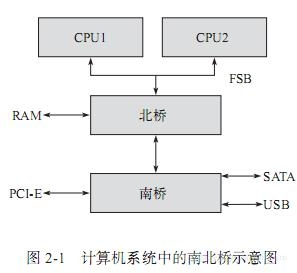 CPU1 CPU2
FSB
RAM 北桥
PCI-E 南桥 SATA
USB
图 2-1 计算机系统中的南北桥示意图